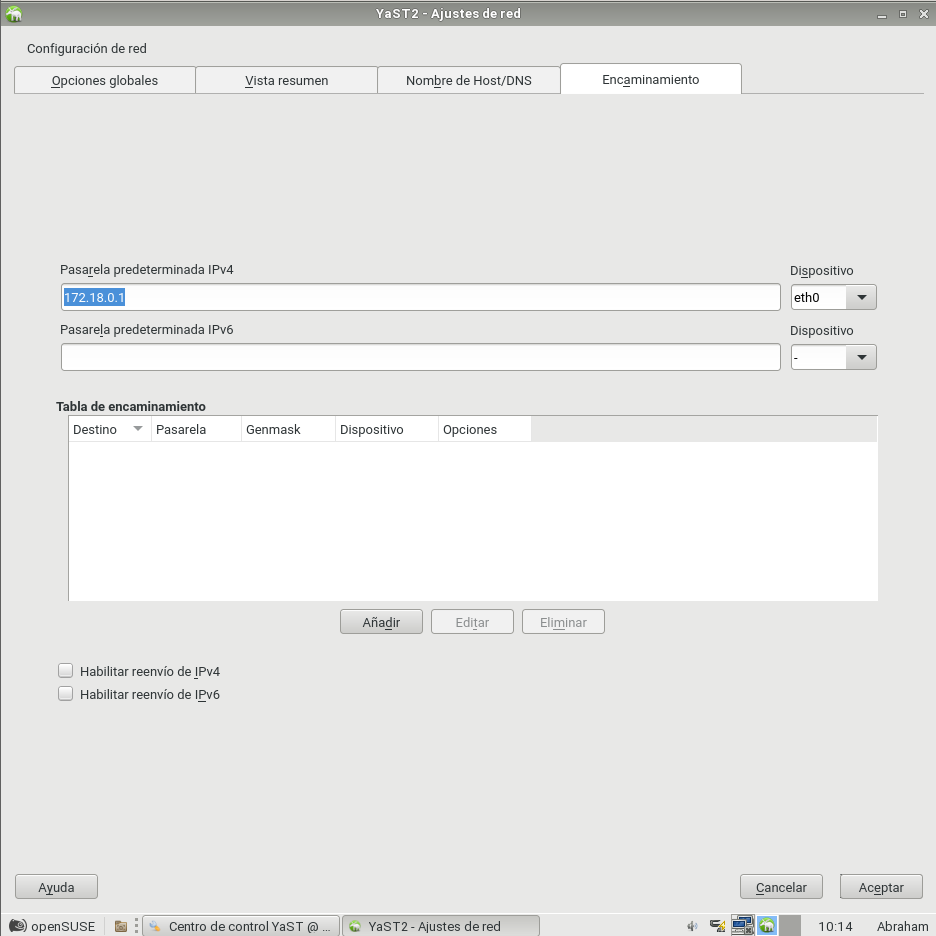 YaST2 - Ajustes de red
Configuración de red
Opciones globales
Vista resumen
Nombre de Host/DNS
Encaminamiento
Pasarela predeterminada IPv4
Dispositivo
172.18.0.1
eth0
Pasarela predeterminada IPv6
Dispositivo
-
Tabla de encaminamiento
Destino
Pasarela
Genmask
Dispositivo
Opciones
Añadir
Editar
Eliminar
Habilitar reenvío de IPv4
Habilitar reenvío de IPv6
Ayuda
Cancelar
Aceptar
openSUSE
Centro de control YaST @ ...
YaST2 - Ajustes de red
10:14
Abraham